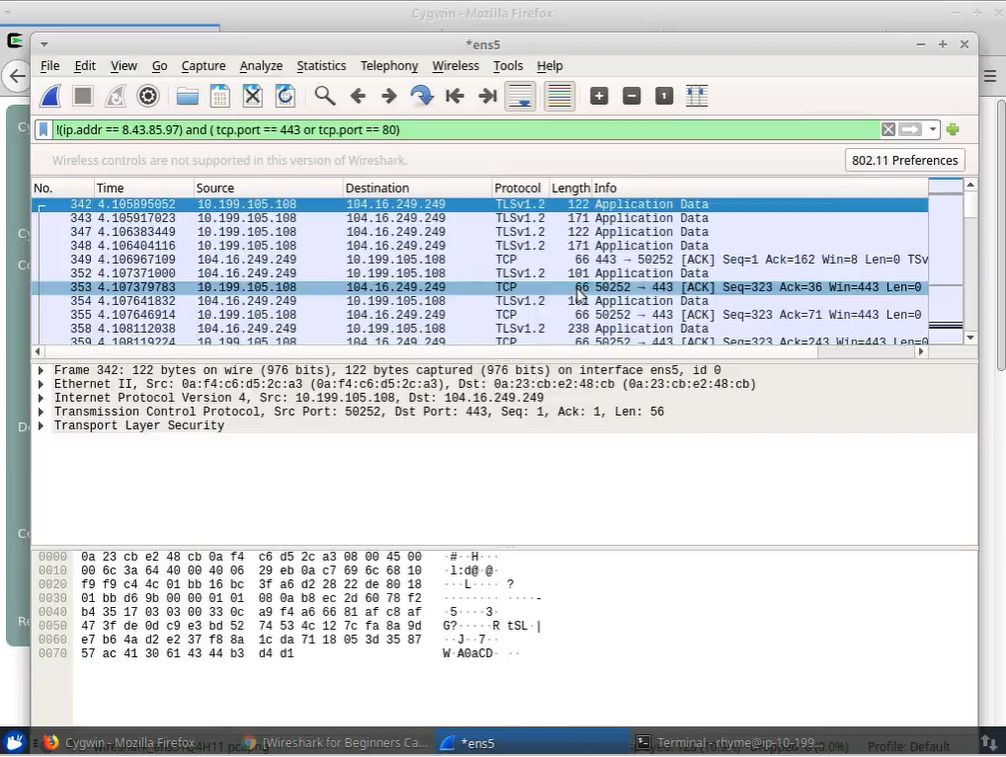 Cygwin - Mozilla Firefox
*ens5
File Edit View Go Capture Analyze Statistics Telephony Wireless Tools Help
!(ip.addr == 8.43.85.97) and ( tcp.port == 443 or tcp.port == 80)
Wireless controls are not supported in this version of Wireshark. 802.11 Preferences
No. Time Source Destination Protocol Length Info
342 4.105895052 10.199.105.108 104.16.249.249 TLSv1.2 122 Application Data
343 4.105917023 10.199.105.108 104.16.249.249 TLSv1.2 171 Application Data
347 4.106383449 10.199.105.108 104.16.249.249 TLSv1.2 122 Application Data
348 4.106404116 10.199.105.108 104.16.249.249 TLSv1.2 171 Application Data
349 4.106967109 104.16.249.249 10.199.105.108 TCP 66 443 → 50252 [ACK] Seq=1 Ack=162 Win=8 Len=0 TSv
352 4.107371000 104.16.249.249 10.199.105.108 TLSv1.2 101 Application Data
353 4.107379783 10.199.105.108 104.16.249.249 TCP 66 50252 → 443 [ACK] Seq=323 Ack=36 Win=443 Len=0
354 4.107641832 104.16.249.249 10.199.105.108 TLSv1.2 Application Data
355 4.107646914 10.199.105.108 104.16.249.249 TCP 66 50252 → 443 [ACK] Seq=323 Ack=71 Win=443 Len=0
358 4.108112038 104.16.249.249 10.199.105.108 TLSv1.2 238 Application Data
359 4.108119224 10.199.105.108 104.16.249.249 TCP 66 50252 → 443 [ACK] Seq=323 Ack=243 Win=443 Len=0
Frame 342: 122 bytes on wire (976 bits), 122 bytes captured (976 bits) on interface ens5, id 0
Ethernet II, Src: 0a:f4:c6:d5:2c:a3 (0a:f4:c6:d5:2c:a3), Dst: 0a:23:cb:e2:48:cb (0a:23:cb:e2:48:cb)
Internet Protocol Version 4, Src: 10.199.105.108, Dst: 104.16.249.249
Transmission Control Protocol, Src Port: 50252, Dst Port: 443, Seq: 1, Ack: 1, Len: 56
Transport Layer Security
0000 0a 23 cb e2 48 cb 0a f4 c6 d5 2c a3 08 00 45 00 ·#··H···
0010 00 6c 3a 64 40 00 40 06 29 eb 0a c7 69 6c 68 10 ·l:d@·@·
0020 f9 f9 c4 4c 01 bb 16 bc 3f a6 d2 28 22 de 80 18 ···L···· ?
0030 01 bb d6 9b 00 00 01 01 08 0a b8 ec 2d 60 78 f2 ········ ····-
0040 b4 35 17 03 03 00 33 0c a9 f4 a6 66 81 af c8 af ·5····3·
0050 47 3f de 0d c9 e3 bd 52 74 53 4c 12 7c fa 8a 9d G?·····R tSL·|
0060 e7 b6 4a d2 e2 37 f8 8a 1c da 71 18 05 3d 35 87 ··J··7··
0070 57 ac 41 30 61 43 44 b3 d4 d1 W·A0aCD· ··
Cygwin - Mozilla Firefox [Wireshark for Beginners Ca... *ens5 Terminal - rhyme@ip-10-199... Profile: Default